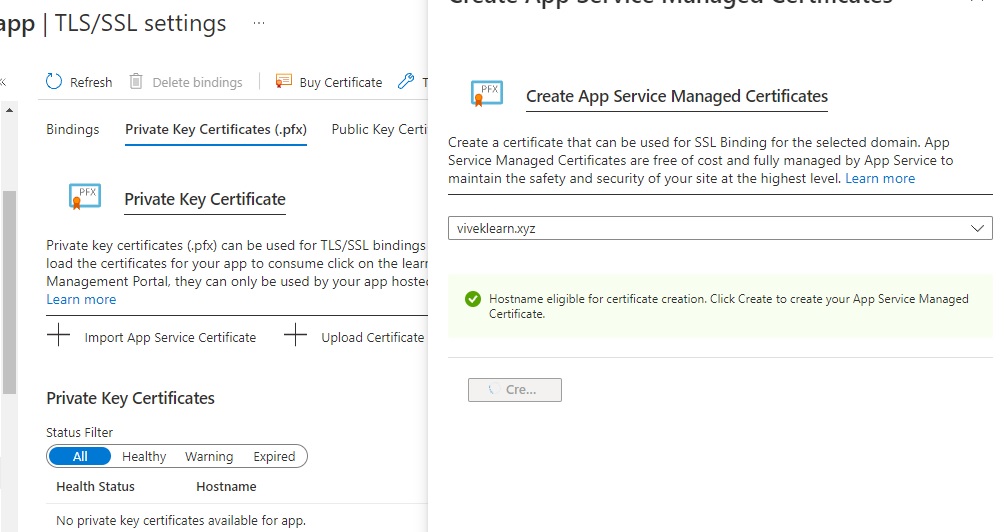 app | TLS/SSL settings
...
«
Refresh
Delete bindings
Buy Certificate
Bindings
Private Key Certificates (.pfx)
Public Key Certi
PFX
Private Key Certificate
Private key certificates (.pfx) can be used for TLS/SSL bindings
load the certificates for your app to consume click on the learn
Management Portal, they can only be used by your app hosted
Learn more
Import App Service Certificate
Upload Certificate
Private Key Certificates
Status Filter
All
Healthy
Warning
Expired
Health Status
Hostname
No private key certificates available for app.
Create App Service Managed Certificates
PFX
Create App Service Managed Certificates
Create a certificate that can be used for SSL Binding for the selected domain. App
Service Managed Certificates are free of cost and fully managed by App Service to
maintain the safety and security of your site at the highest level. Learn more
viveklearn.xyz
Hostname eligible for certificate creation. Click Create to create your App Service Managed
Certificate.
Cre...